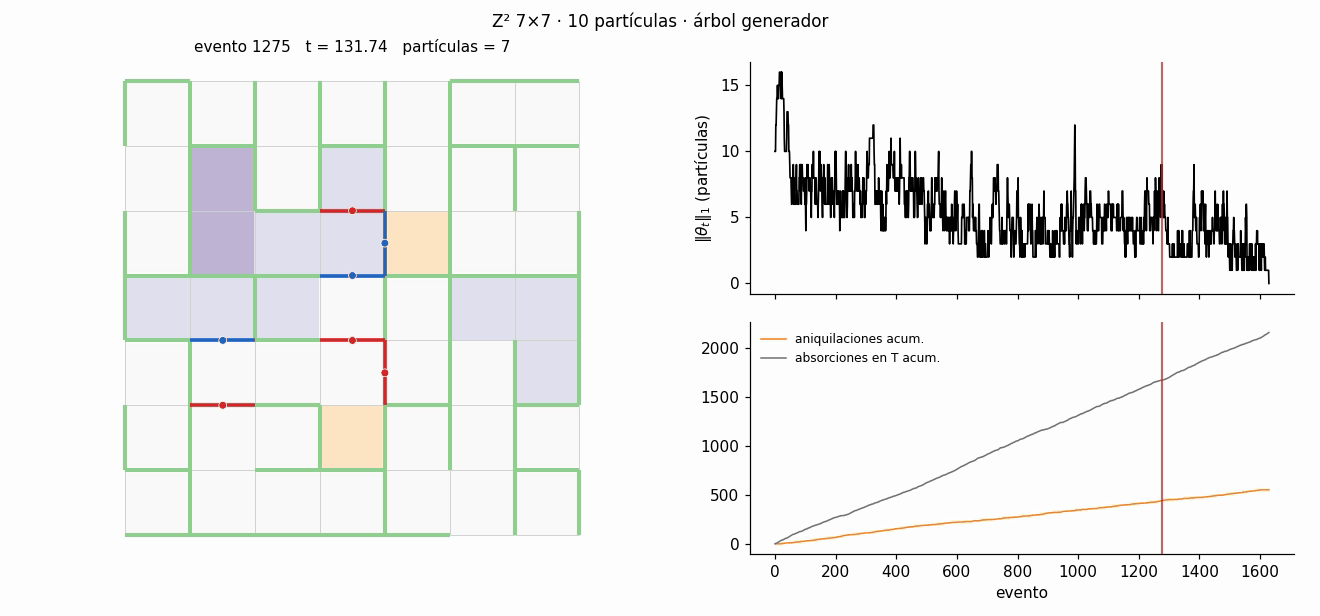 Z² 7×7 · 10 partículas · árbol generador
evento 1275   t = 131.74   partículas = 7
‖θt‖1 (partículas)
15
10
5
0
aniquilaciones acum.
absorciones en T acum.
2000
1500
1000
500
0
0 200 400 600 800 1000 1200 1400 1600
evento